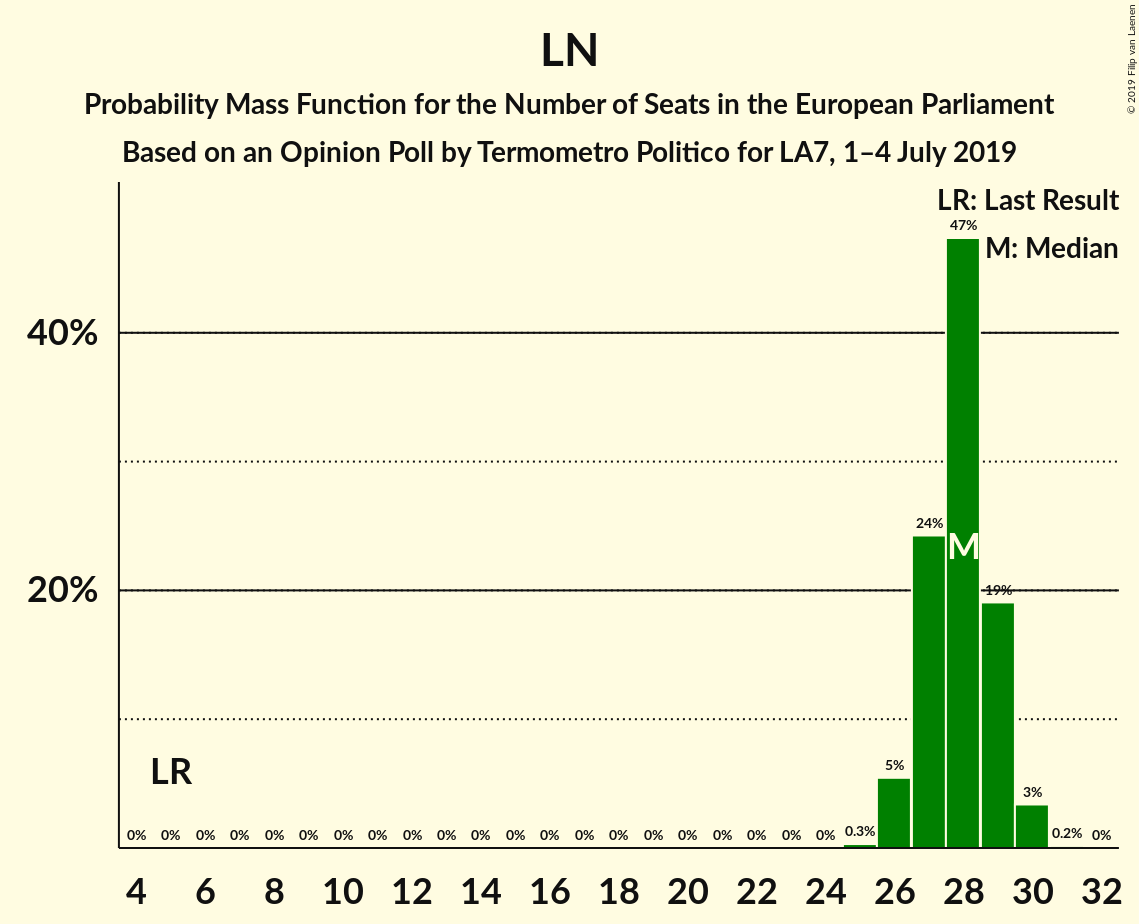 LN
Probability Mass Function for the Number of Seats in the European Parliament
Based on an Opinion Poll by Termometro Politico for LA7, 1–4 July 2019
© 2019 Filip van Laenen
LR: Last Result
M: Median
47%
40%
24%
M
20%
19%
LR
5%
3%
0% 0% 0% 0% 0% 0% 0% 0% 0% 0% 0% 0% 0% 0% 0% 0% 0% 0% 0% 0% 0% 0.3% 0.2% 0%
4 6 8 10 12 14 16 18 20 22 24 26 28 30 32